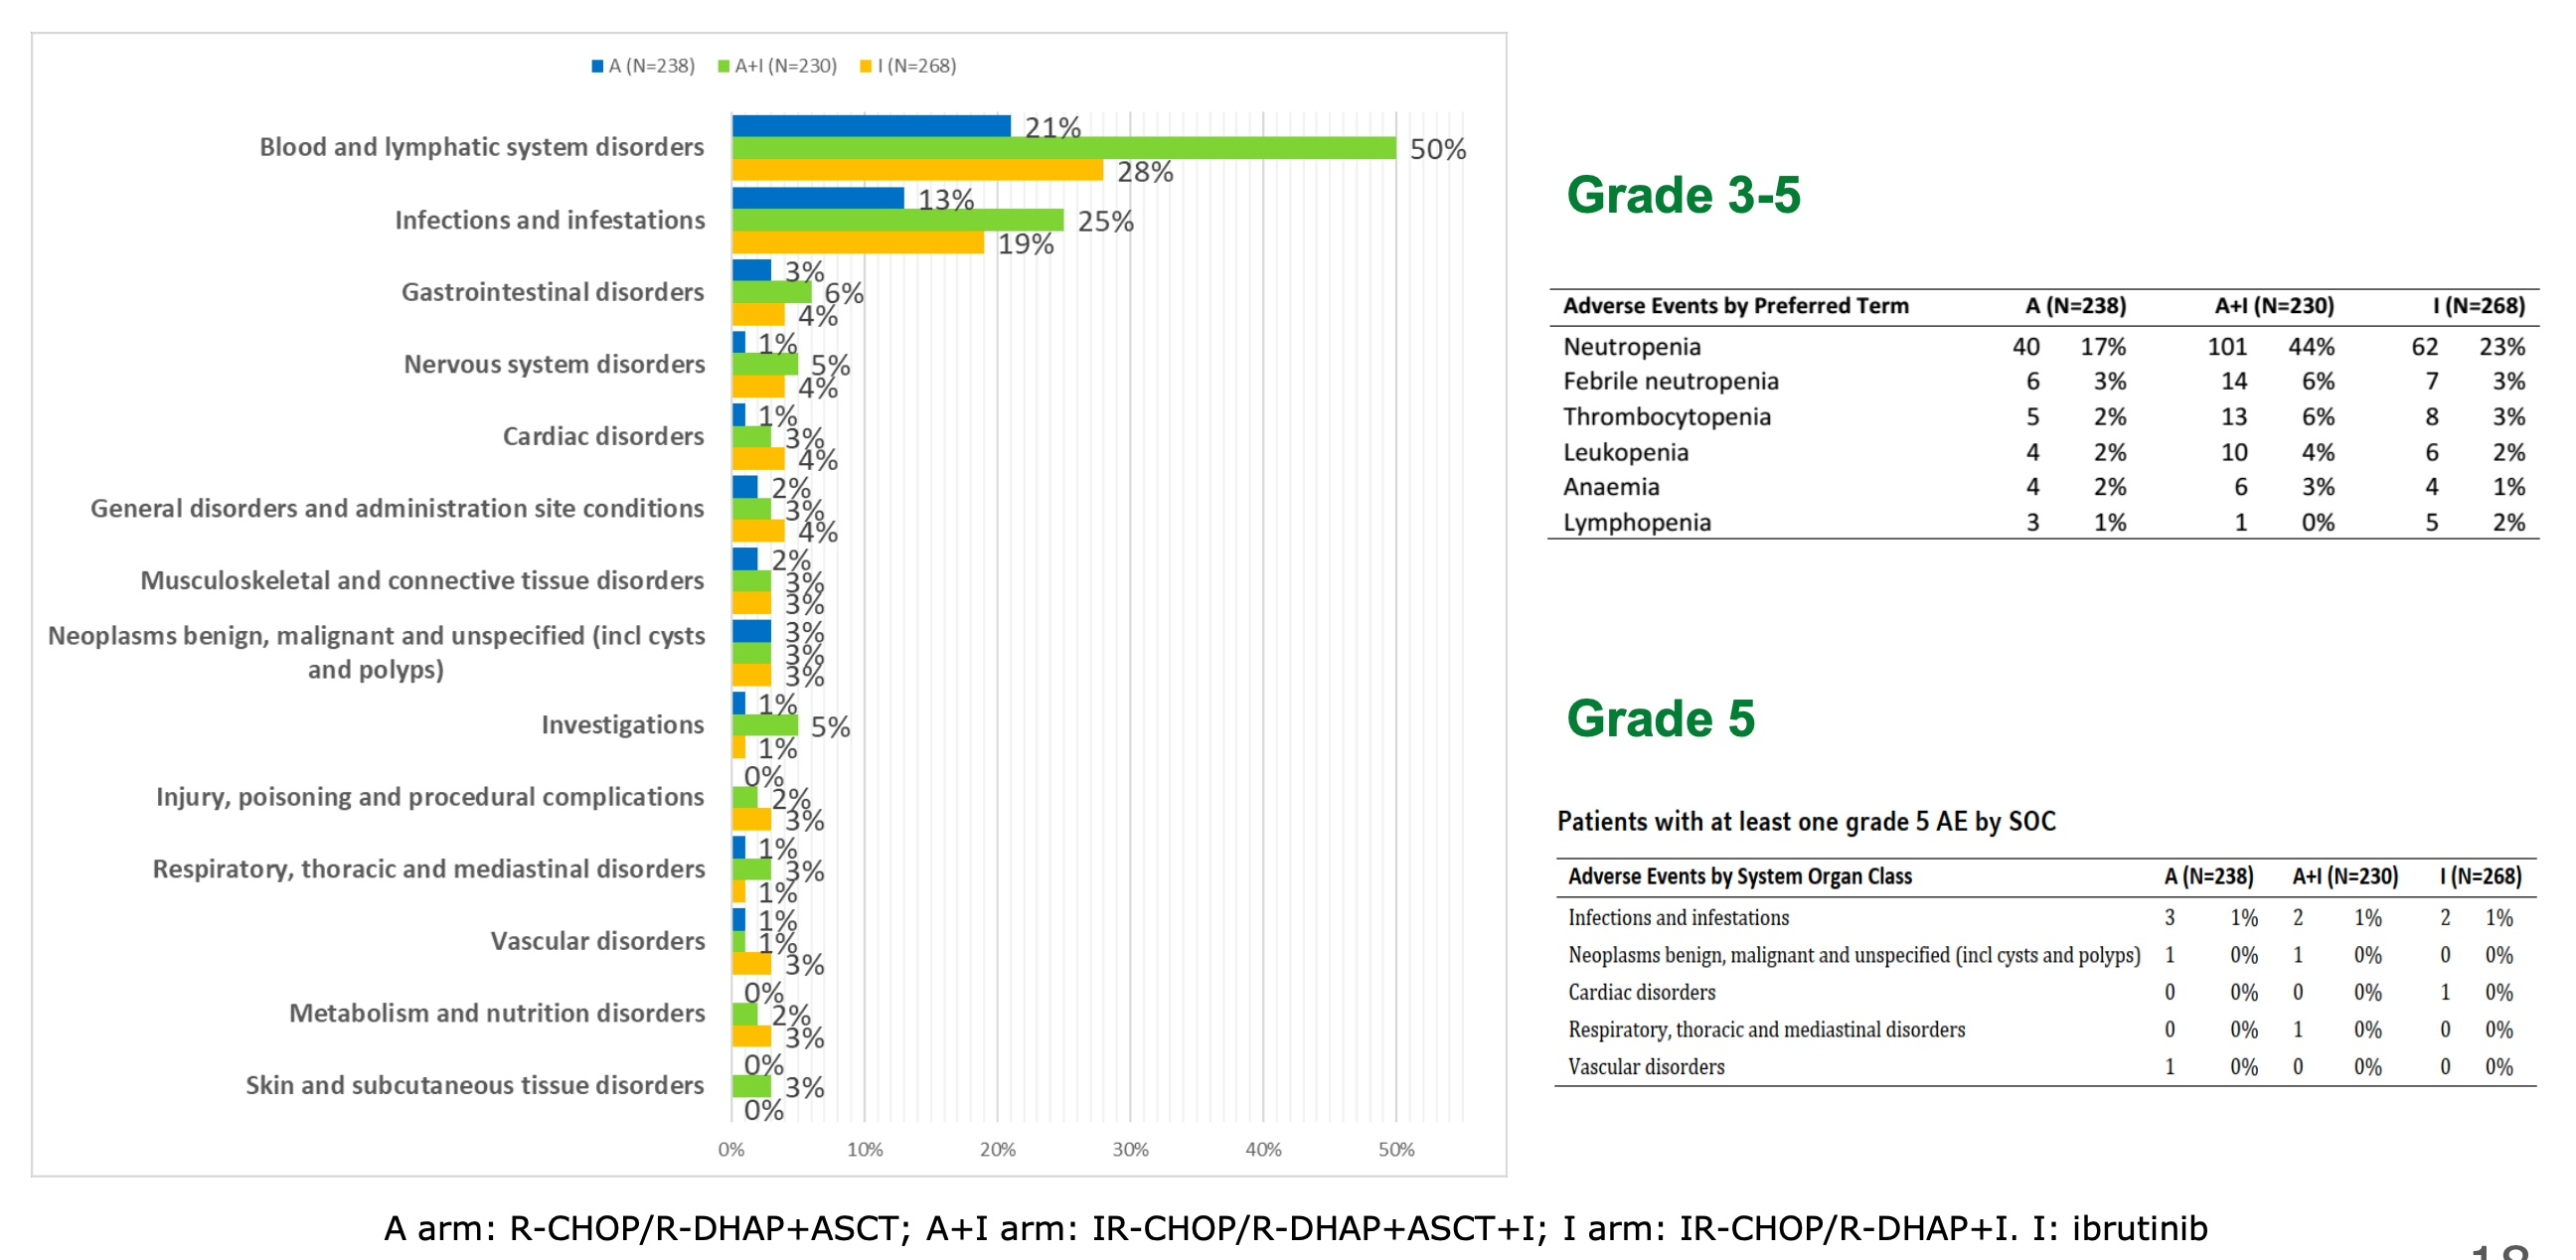 A (N=238) A+I (N=230) I (N=268)
Blood and lymphatic system disorders 21% 50% 28%
Infections and infestations 13% 25% 19%
Gastrointestinal disorders 3% 6% 4%
Nervous system disorders 1% 5% 4%
Cardiac disorders 1% 3% 4%
General disorders and administration site conditions 2% 3% 4%
Musculoskeletal and connective tissue disorders 2% 3% 3%
Neoplasms benign, malignant and unspecified (incl cysts
and polyps) 3% 3% 3%
Investigations 1% 5% 1%
Injury, poisoning and procedural complications 0% 2% 3%
Respiratory, thoracic and mediastinal disorders 1% 3% 1%
Vascular disorders 1% 1% 3%
Metabolism and nutrition disorders 0% 2% 3%
Skin and subcutaneous tissue disorders 0% 3% 0%
0% 10% 20% 30% 40% 50%
Grade 3-5
Adverse Events by Preferred Term A (N=238) A+I (N=230) I (N=268)
Neutropenia 40 17% 101 44% 62 23%
Febrile neutropenia 6 3% 14 6% 7 3%
Thrombocytopenia 5 2% 13 6% 8 3%
Leukopenia 4 2% 10 4% 6 2%
Anaemia 4 2% 6 3% 4 1%
Lymphopenia 3 1% 1 0% 5 2%
Grade 5
Patients with at least one grade 5 AE by SOC
Adverse Events by System Organ Class A (N=238) A+I (N=230) I (N=268)
Infections and infestations 3 1% 2 1% 2 1%
Neoplasms benign, malignant and unspecified (incl cysts and polyps) 1 0% 1 0% 0 0%
Cardiac disorders 0 0% 0 0% 1 0%
Respiratory, thoracic and mediastinal disorders 0 0% 1 0% 0 0%
Vascular disorders 1 0% 0 0% 0 0%
A arm: R-CHOP/R-DHAP+ASCT; A+I arm: IR-CHOP/R-DHAP+ASCT+I; I arm: IR-CHOP/R-DHAP+I. I: ibrutinib